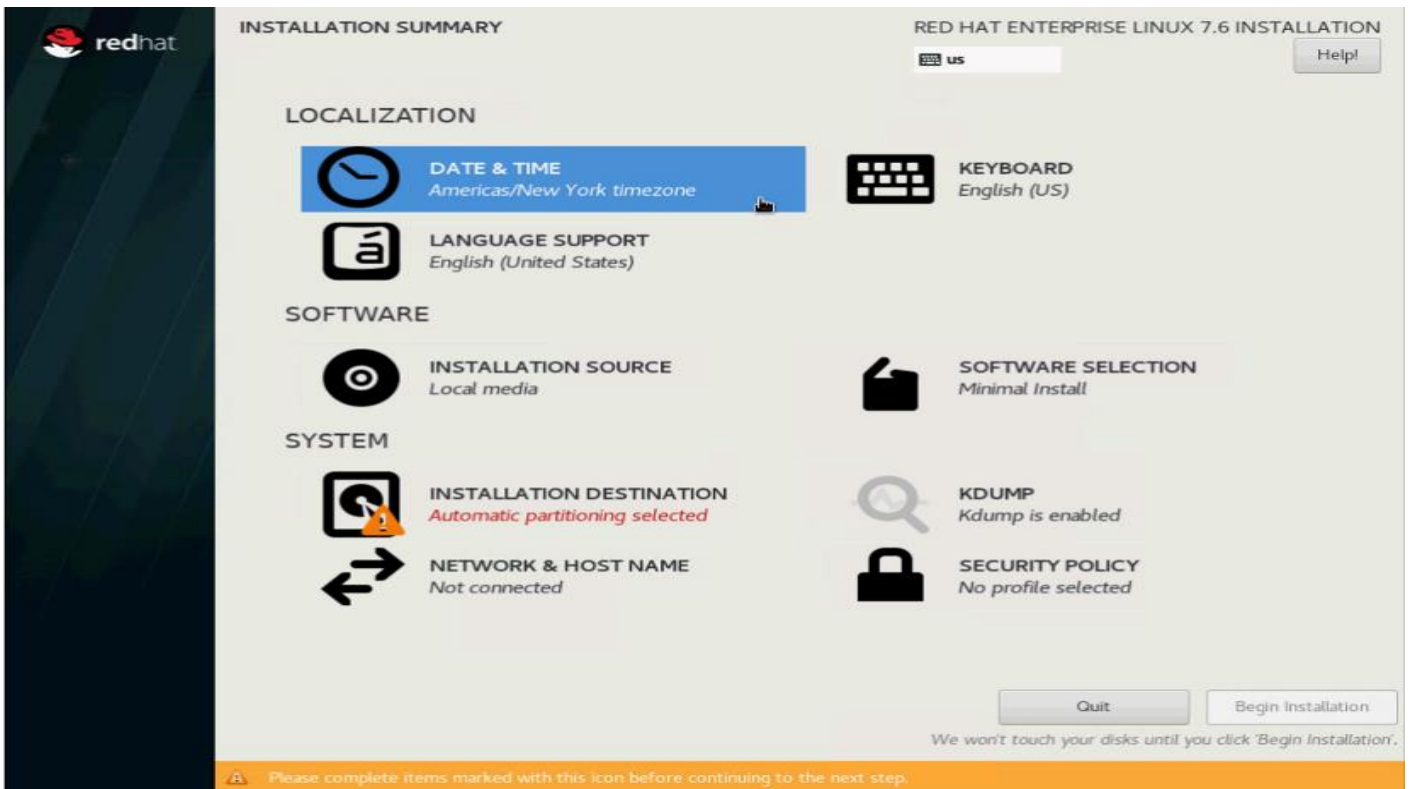 redhat
INSTALLATION SUMMARY
RED HAT ENTERPRISE LINUX 7.6 INSTALLATION
us
Help!
LOCALIZATION
DATE & TIME
Americas/New York timezone
KEYBOARD
English (US)
á
LANGUAGE SUPPORT
English (United States)
SOFTWARE
INSTALLATION SOURCE
Local media
SOFTWARE SELECTION
Minimal Install
SYSTEM
INSTALLATION DESTINATION
Automatic partitioning selected
KDUMP
Kdump is enabled
NETWORK & HOST NAME
Not connected
SECURITY POLICY
No profile selected
Quit
Begin Installation
We won't touch your disks until you click 'Begin Installation'.
Please complete items marked with this icon before continuing to the next step.